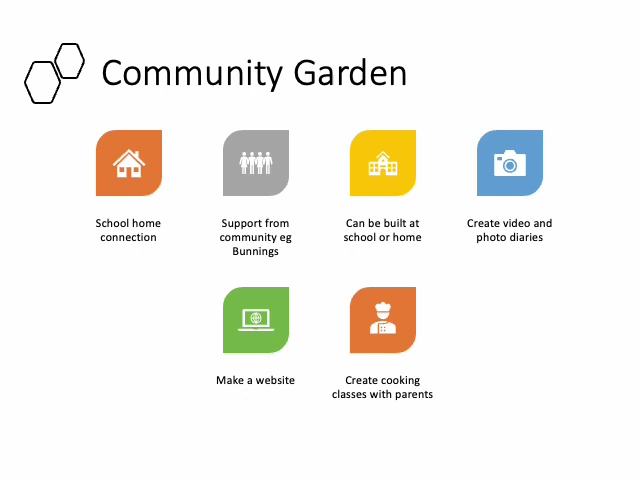 Community Garden
School home
connection
Support from
community eg
Bunnings
Can be built at
school or home
Create video and
photo diaries
Make a website
Create cooking
classes with parents